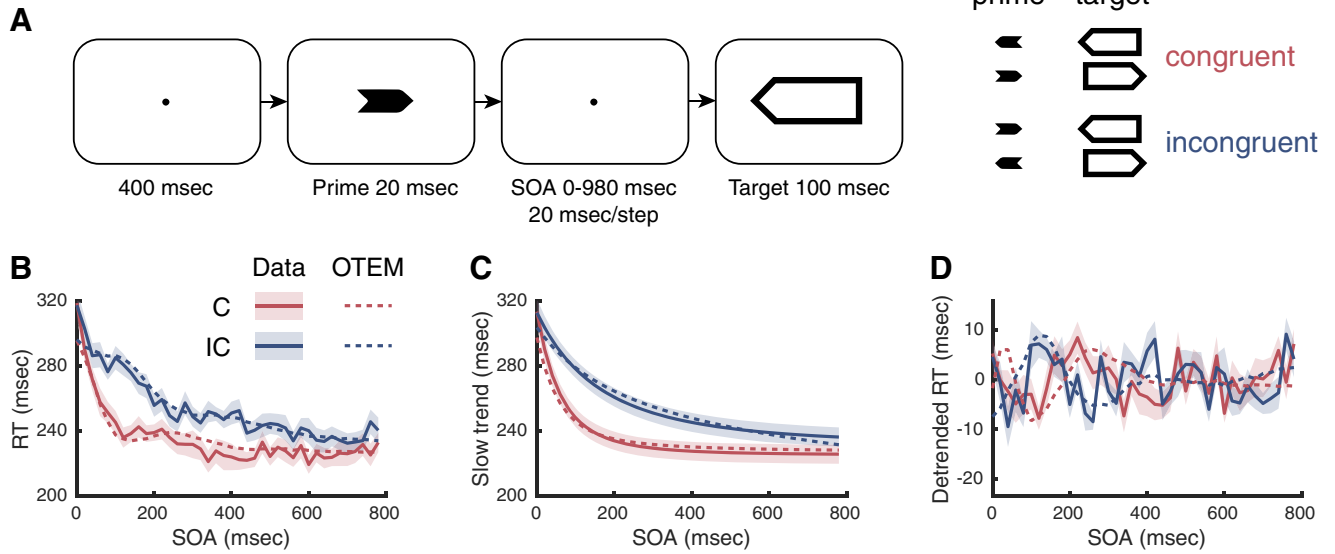 prime target
A
congruent
incongruent
400 msec
Prime 20 msec
SOA 0-980 msec
20 msec/step
Target 100 msec
B
Data OTEM
C
IC
320
280
240
200
RT (msec)
0 200 400 600 800
SOA (msec)
C
320
280
240
200
Slow trend (msec)
0 200 400 600 800
SOA (msec)
D
10
0
-10
-20
Detrended RT (msec)
0 200 400 600 800
SOA (msec)